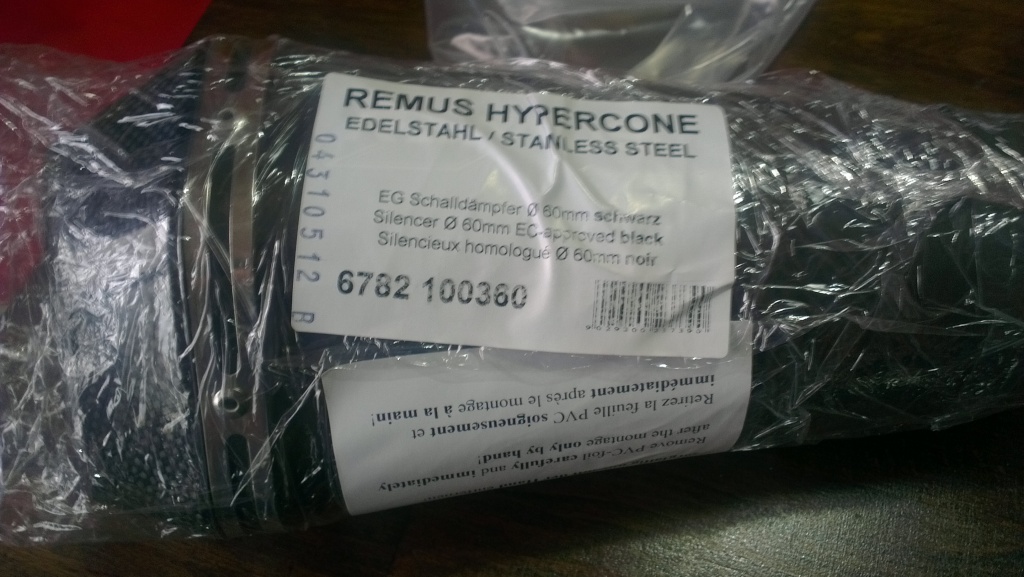 REMUS HYPERCONE
EDELSTAHL / STAINLESS STEEL
04310512 B
EG Schalldämpfer Ø 60mm schwarz
Silencer Ø 60mm EC-approved black
Silencieux homologué Ø 60mm noir
6782 100360
Remove PVC-foil carefully and immediately
after the montage only by hand!
Retirez la feuille PVC soigneusement et
immédiatement après le montage à la main!